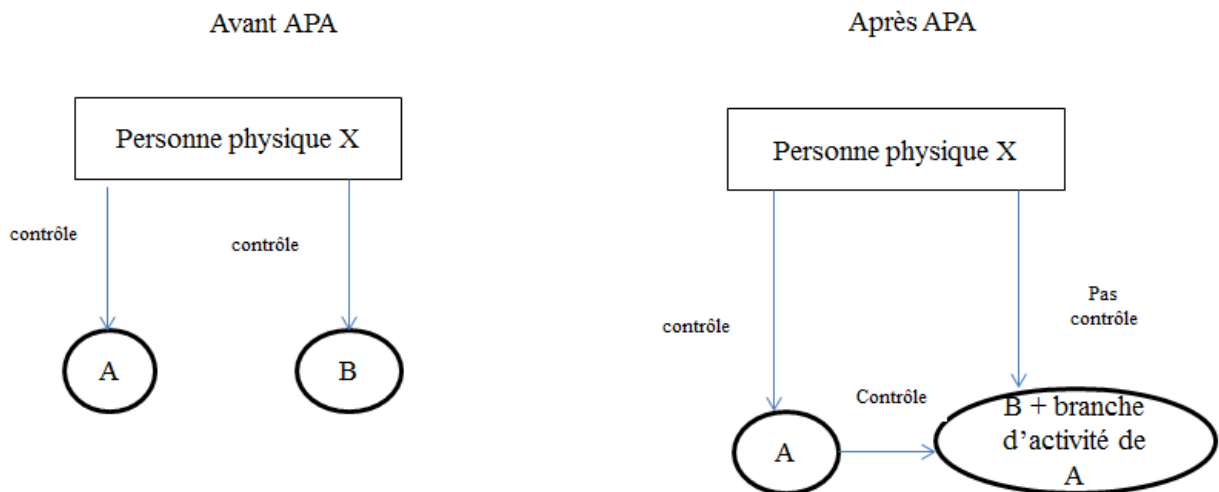 Avant APA
Personne physique X
contrôle
contrôle
A
B
Après APA
Personne physique X
contrôle
Pas
contrôle
Contrôle
A
B + branche
d’activité de
A